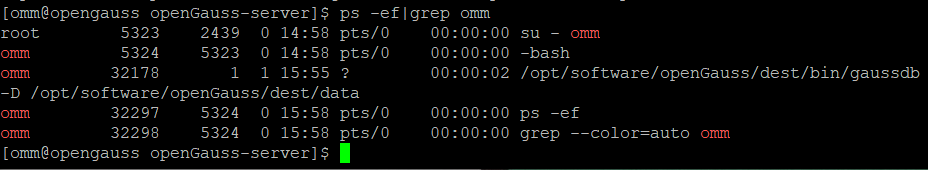 [omm@opengauss openGauss-server]$ ps -ef|grep omm
root      5323  2439  0 14:58 pts/0    00:00:00 su - omm
omm       5324  5323  0 14:58 pts/0    00:00:00 -bash
omm      32178     1  1 15:55 ?        00:00:02 /opt/software/openGauss/dest/bin/gaussdb
-D /opt/software/openGauss/dest/data
omm      32297  5324  0 15:58 pts/0    00:00:00 ps -ef
omm      32298  5324  0 15:58 pts/0    00:00:00 grep --color=auto omm
[omm@opengauss openGauss-server]$